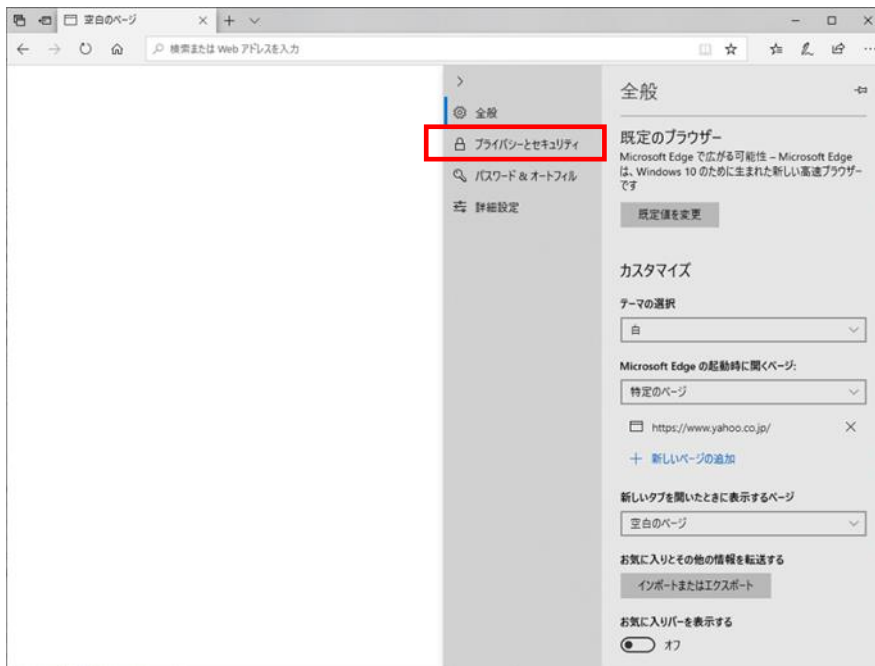 空白のページ
検索または Web アドレスを入力
全般
プライバシーとセキュリティ
パスワード & オートフィル
詳細設定
全般
既定のブラウザー
Microsoft Edge で広がる可能性 – Microsoft Edge
は、Windows 10 のために生まれた新しい高速ブラウザー
です
既定値を変更
カスタマイズ
テーマの選択
白
Microsoft Edge の起動時に開くページ:
特定のページ
https://www.yahoo.co.jp/
新しいページの追加
新しいタブを開いたときに表示するページ
空白のページ
お気に入りとその他の情報を転送する
インポートまたはエクスポート
お気に入りバーを表示する
オフ